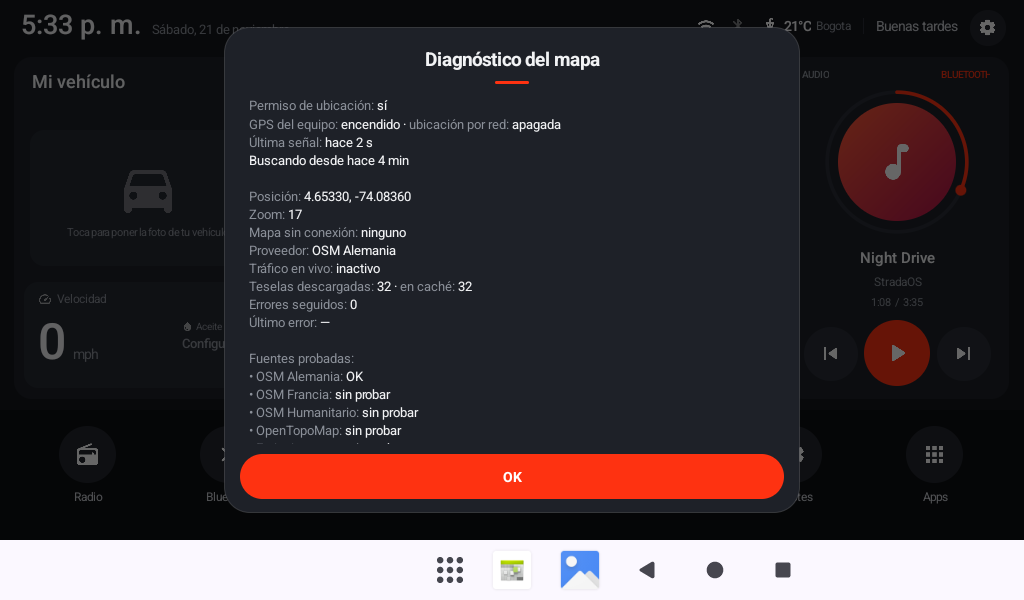 5:33 p. m.
Sábado, 21 de
21°C Bogota
Buenas tardes
Mi vehículo
Toca para poner la foto de tu vehícul
Velocidad
0 mph
Aceite
Configu
Diagnóstico del mapa
Permiso de ubicación: sí
GPS del equipo: encendido · ubicación por red: apagada
Última señal: hace 2 s
Buscando desde hace 4 min
Posición: 4.65330, -74.08360
Zoom: 17
Mapa sin conexión: ninguno
Proveedor: OSM Alemania
Tráfico en vivo: inactivo
Teselas descargadas: 32 · en caché: 32
Errores seguidos: 0
Último error: —
Fuentes probadas:
• OSM Alemania: OK
• OSM Francia: sin probar
• OSM Humanitario: sin probar
• OpenTopoMap: sin probar
OK
AUDIO
BLUETOOTH
Night Drive
StradaOS
1:08 / 3:35
Radio
Blue
tes
Apps